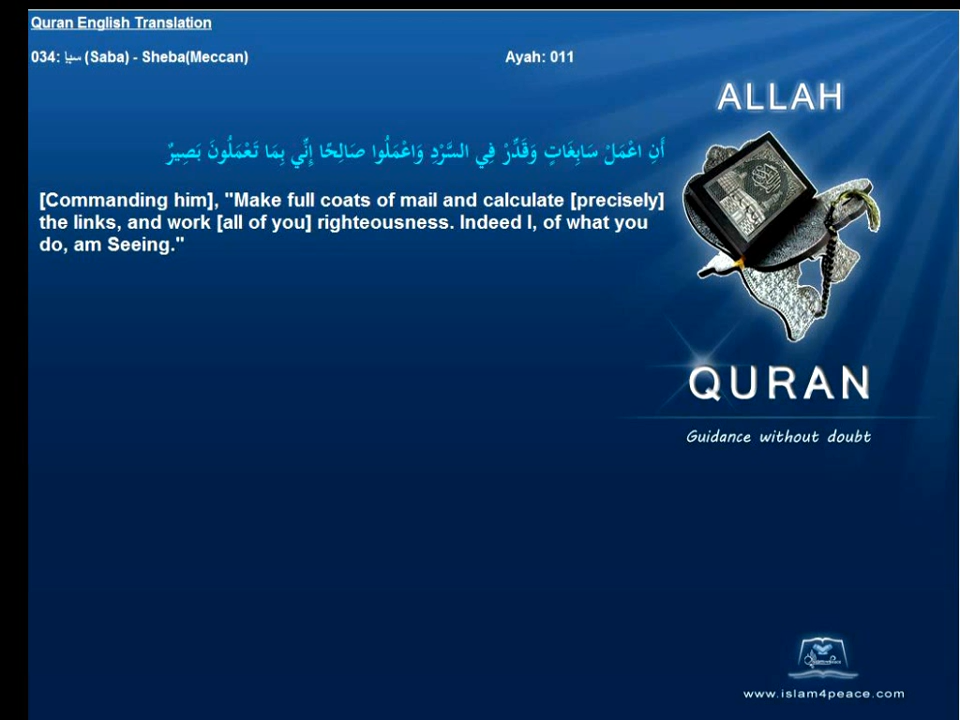 Quran English Translation
034: سبإ (Saba) - Sheba(Meccan) Ayah: 011
ALLAH
أَنِ اعْمَلْ سَابِغَاتٍ وَقَدِّرْ فِي السَّرْدِ وَاعْمَلُوا صَالِحًا إِنِّي بِمَا تَعْمَلُونَ بَصِيرٌ
[Commanding him], "Make full coats of mail and calculate [precisely]
the links, and work [all of you] righteousness. Indeed I, of what you
do, am Seeing."
QURAN
Guidance without doubt
www.islam4peace.com